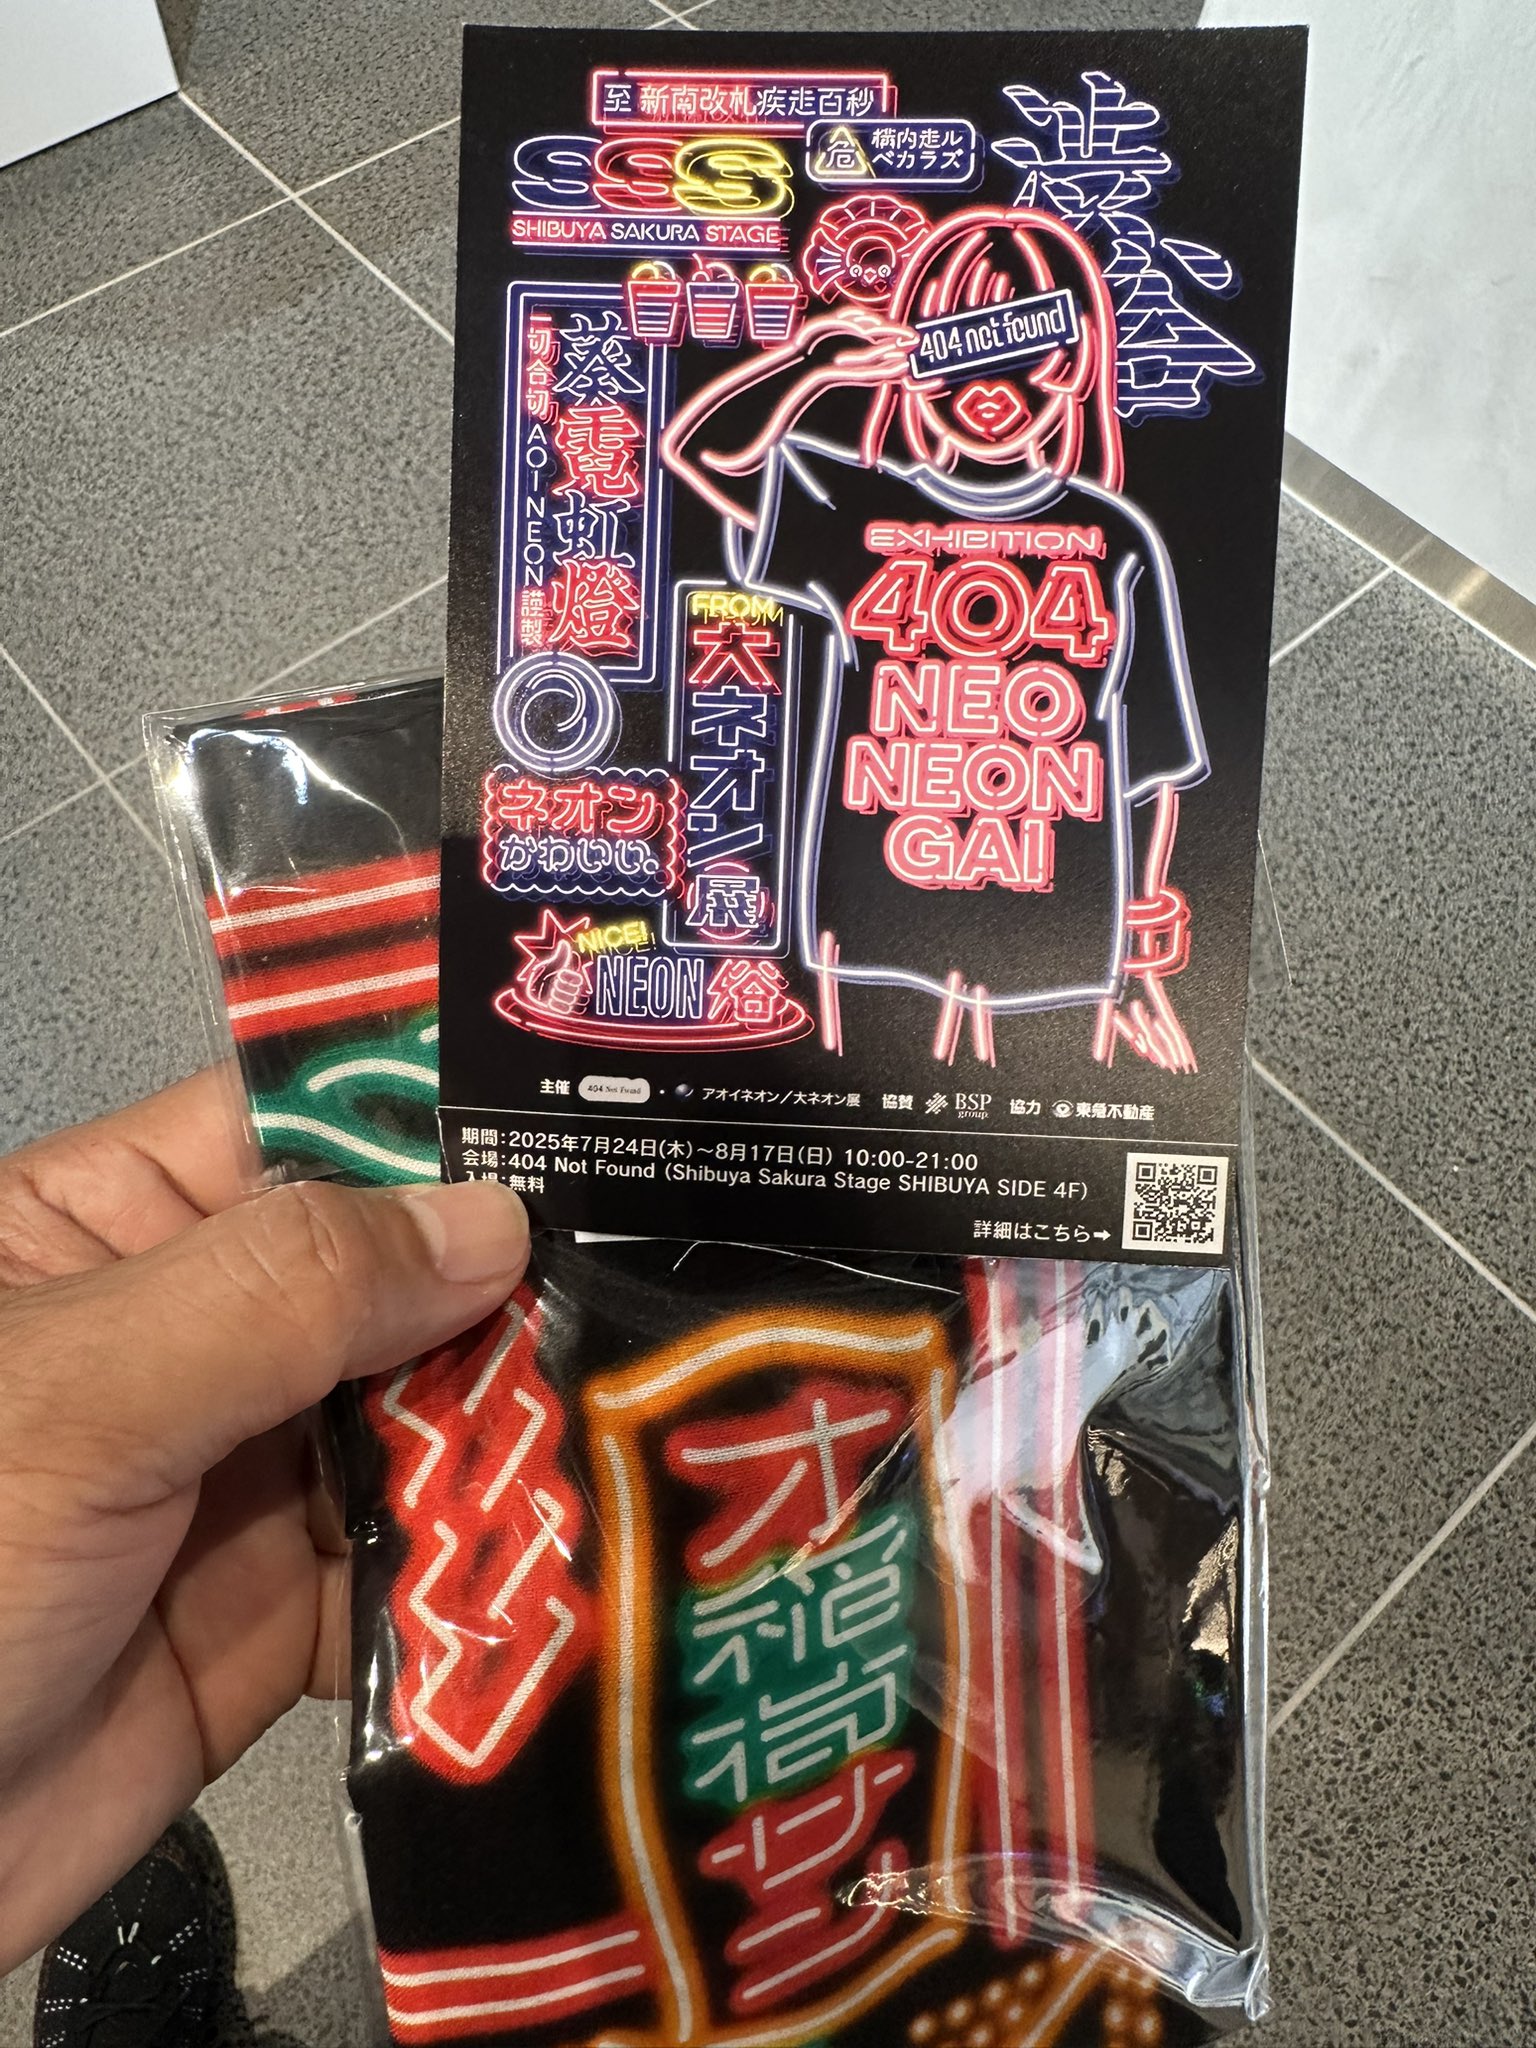 至 新南改札疾走百秒
危 構内走ル
ベカラズ
SSS
SHIBUYA SAKURA STAGE
渋谷
404 not found
一切合切 AOI NEON 謹製
葵霓虹燈
EXHIBITION
404
NEO
NEON
GAI
FROM
大ネオン展
ネオン
かわいい。
NICE!
NEON 浴
主催 404 Not Found ・ アオイネオン/大ネオン展 協賛 BSP group 協力 東急不動産
期間:2025年7月24日(木)~8月17日(日) 10:00-21:00
会場:404 Not Found (Shibuya Sakura Stage SHIBUYA SIDE 4F)
入場:無料
詳細はこちら➡